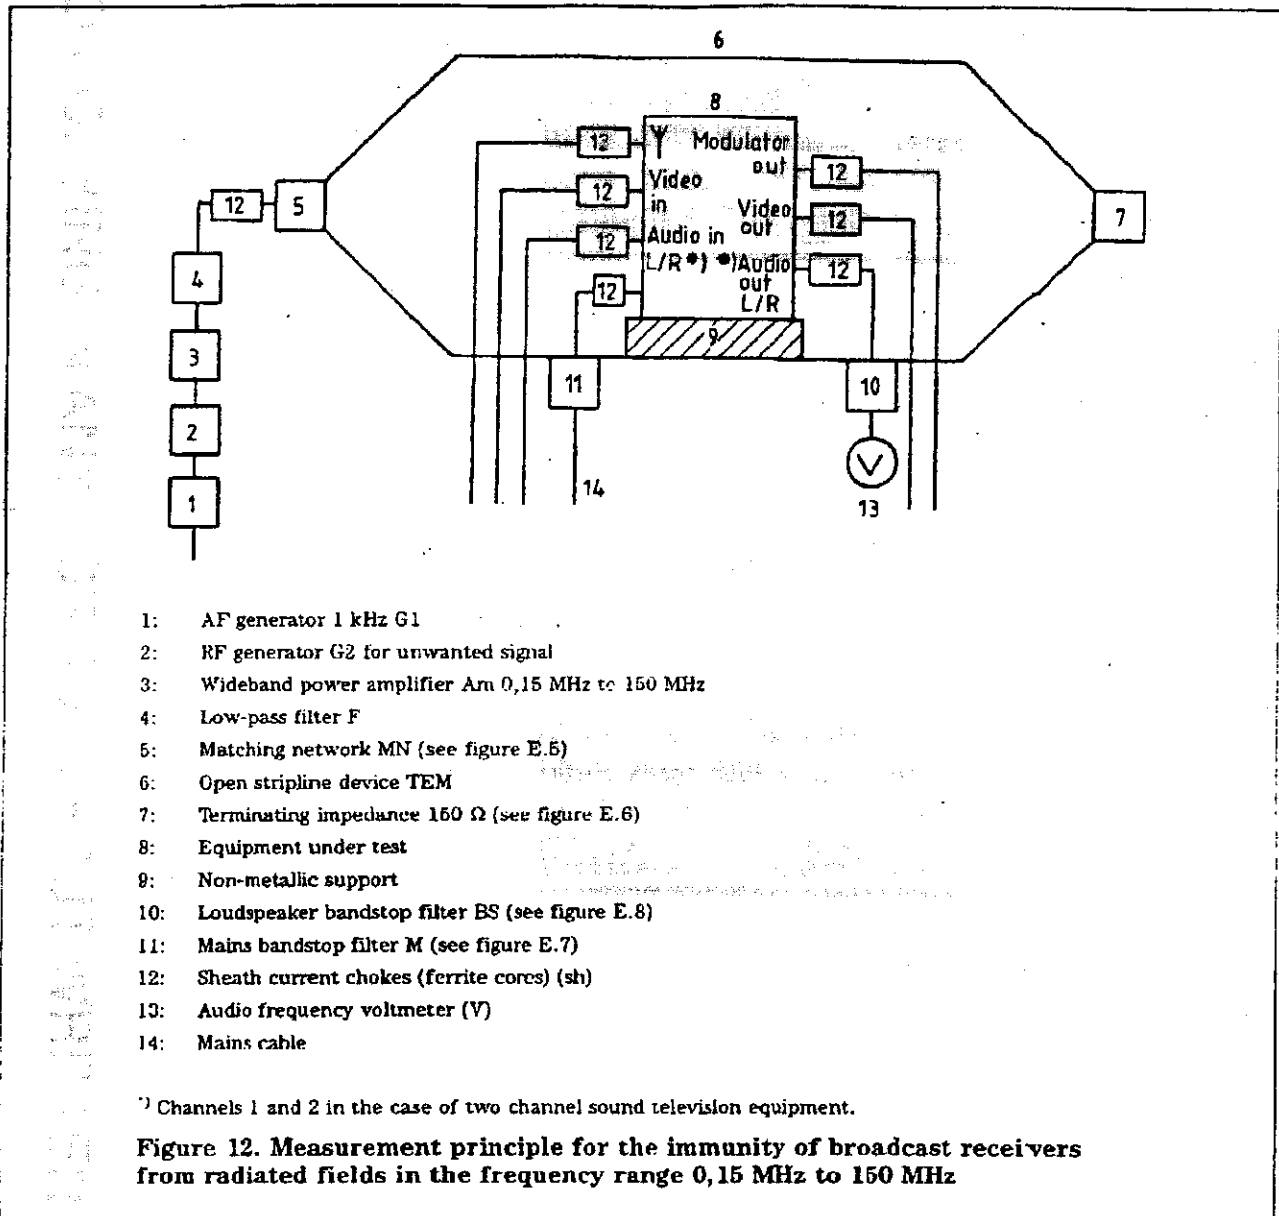 6
8
12
Modulator
out
12
Video
in
12
12
5
12
Video
out
12
7
12
Audio in
L/R*) *)Audio
out
L/R
12
4
12
9
3
11
10
2
14
13
V
1
1: AF generator 1 kHz G1
2: RF generator G2 for unwanted signal
3: Wideband power amplifier Am 0,15 MHz to 150 MHz
4: Low-pass filter F
5: Matching network MN (see figure E.5)
6: Open stripline device TEM
7: Terminating impedance 150 Ω (see figure E.6)
8: Equipment under test
9: Non-metallic support
10: Loudspeaker bandstop filter BS (see figure E.8)
11: Mains bandstop filter M (see figure E.7)
12: Sheath current chokes (ferrite cores) (sh)
13: Audio frequency voltmeter (V)
14: Mains cable
*) Channels 1 and 2 in the case of two channel sound television equipment.
Figure 12. Measurement principle for the immunity of broadcast receivers
from radiated fields in the frequency range 0,15 MHz to 150 MHz